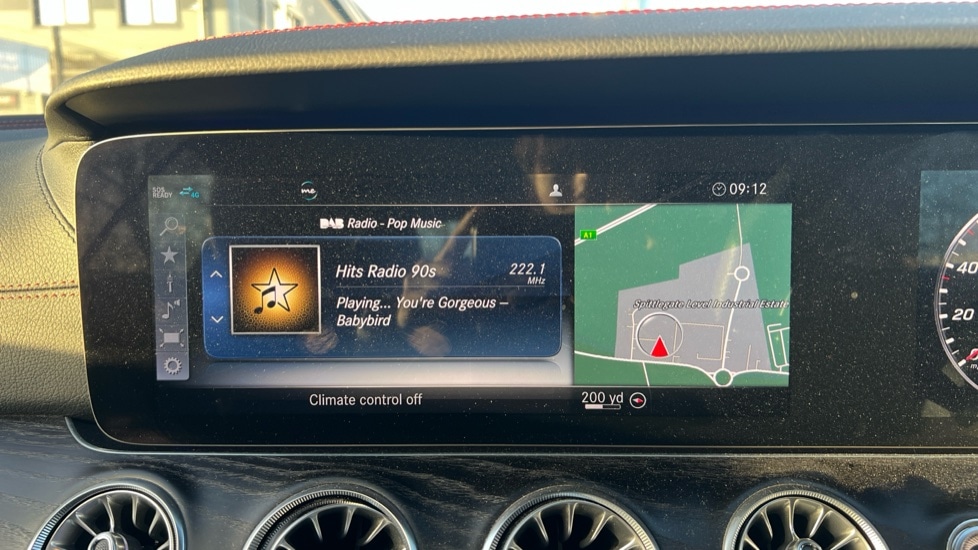 SOS
READY
4G
me
09:12
DAB Radio - Pop Music
Hits Radio 90s
222.1
MHz
Playing... You're Gorgeous –
Babybird
A1
Spittlegate Level Industrial Estate
Climate control off
200 yd
40
20